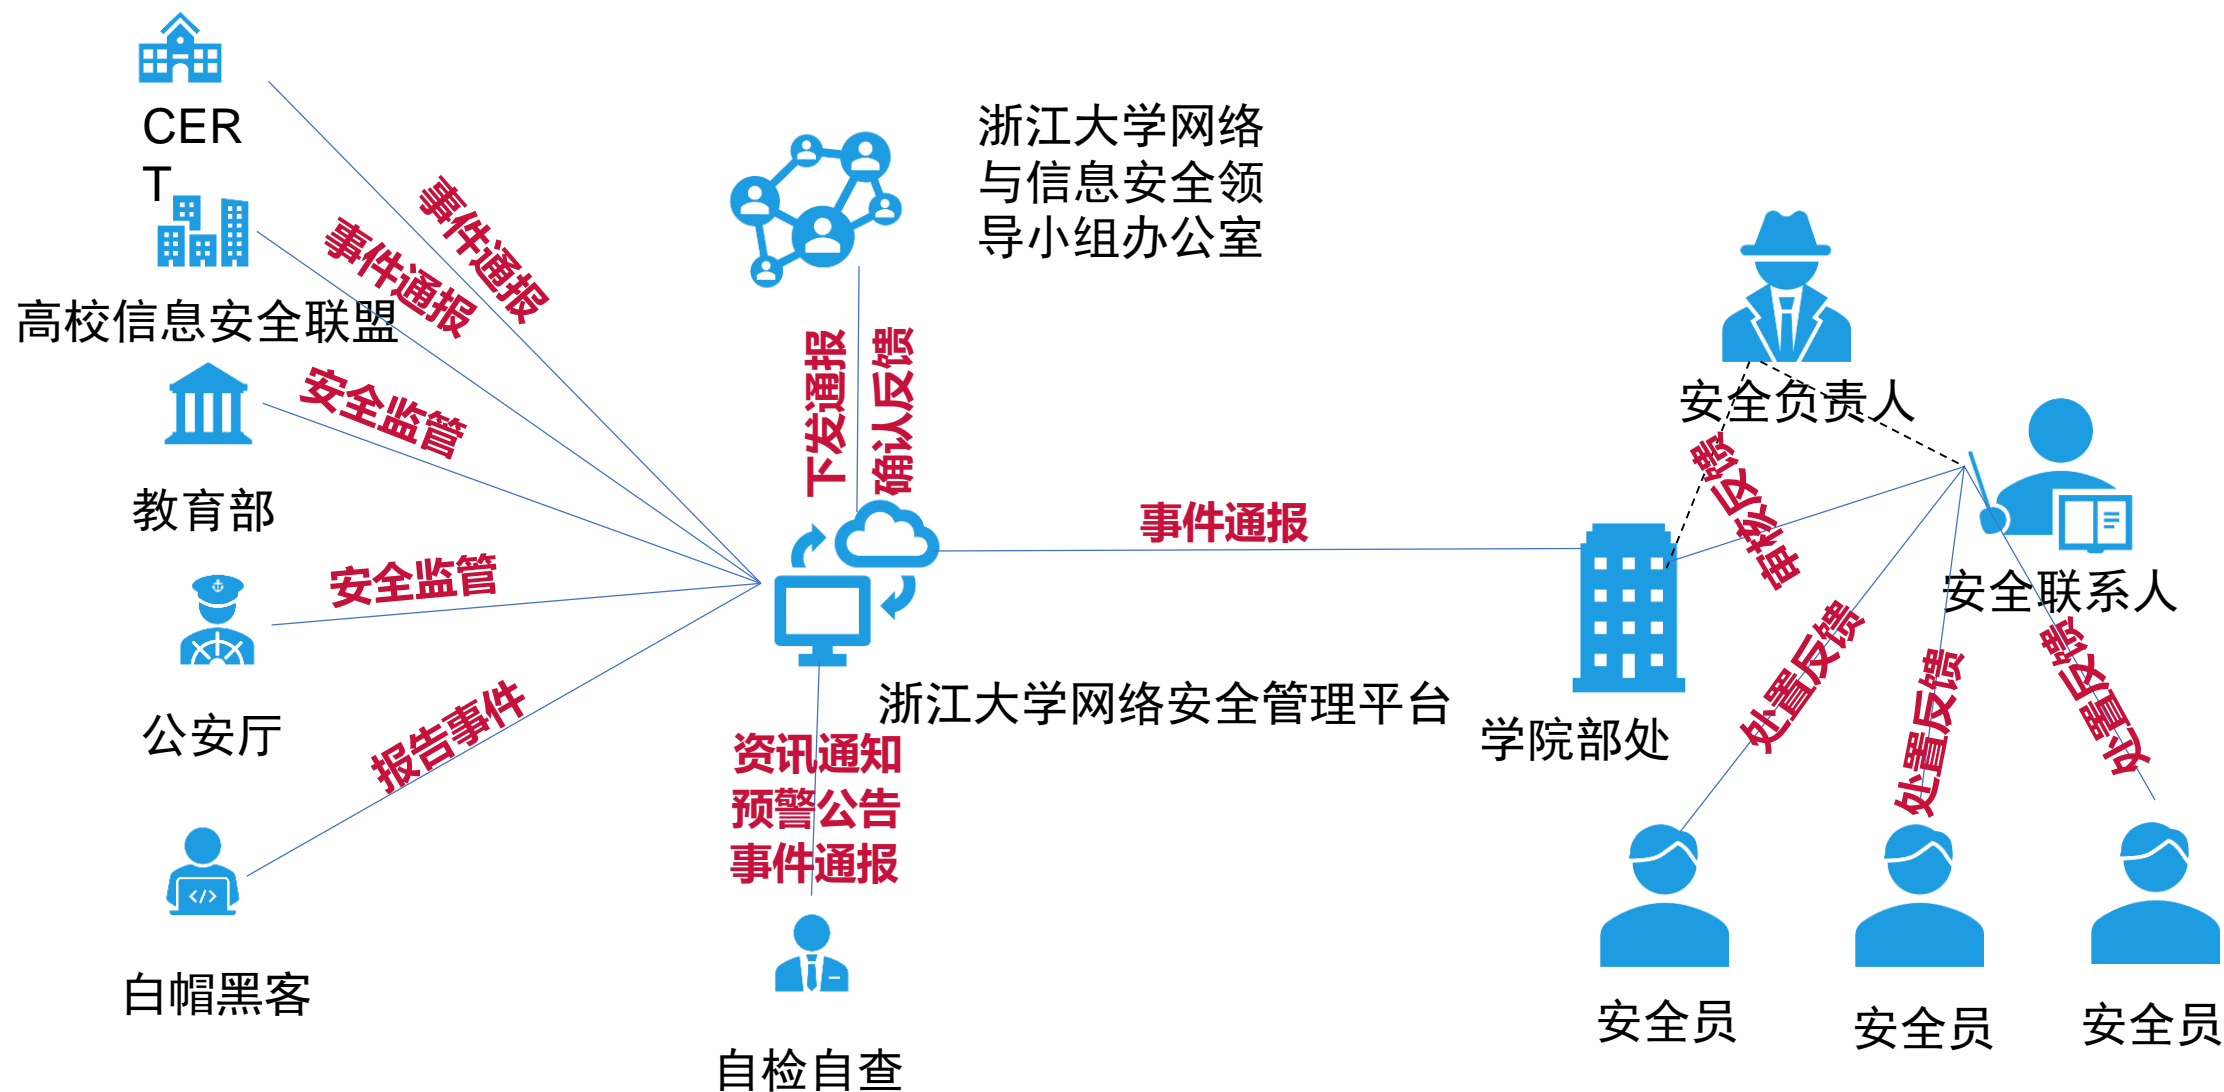 CER
T
事件通报
高校信息安全联盟
事件通报
教育部
安全监管
公安厅
安全监管
白帽黑客
报告事件
浙江大学网络
与信息安全领
导小组办公室
下发通报
确认反馈
浙江大学网络安全管理平台
资讯通知
预警公告
事件通报
自检自查
事件通报
学院部处
安全负责人
审核反馈
安全联系人
处置反馈
处置反馈
处置反馈
安全员
安全员
安全员